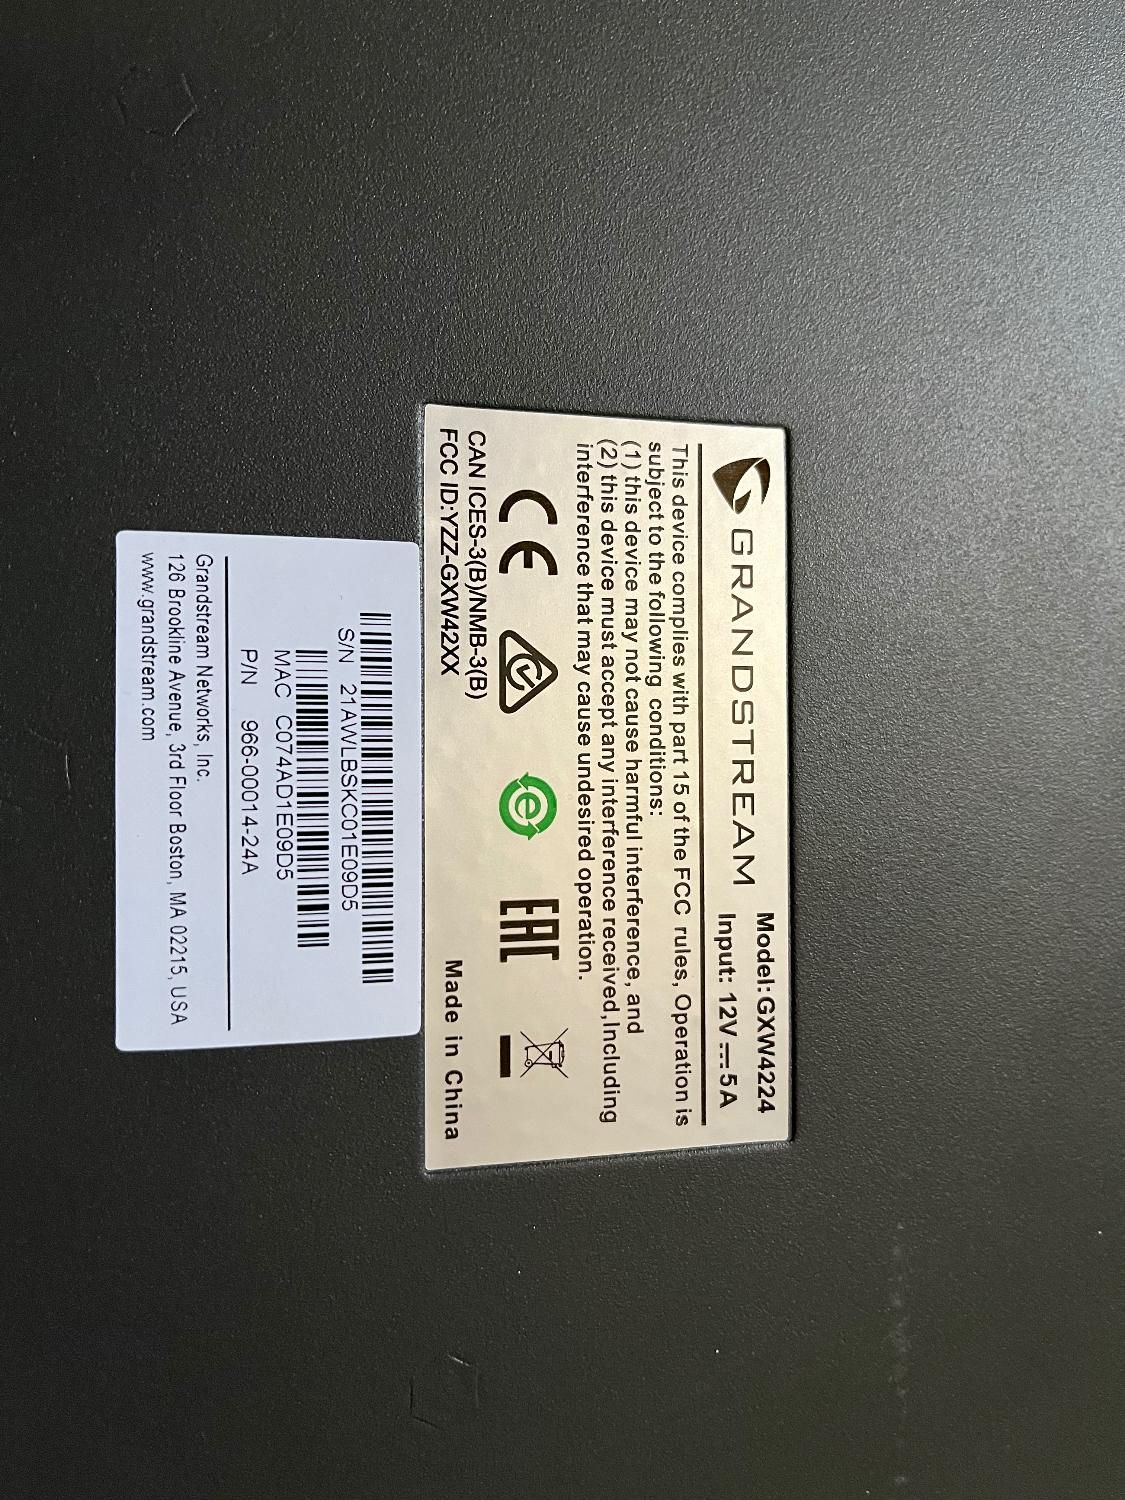 GRANDSTREAM
Model:GXW4224
Input: 12V⎓5A
This device complies with part 15 of the FCC rules, Operation is
subject to the following conditions:
(1) this device may not cause harmful interference, and
(2) this device must accept any interference received,Including
interference that may cause undesired operation.
CE
e
EAC
CAN ICES-3(B)/NMB-3(B)
FCC ID:YZZ-GXW42XX
Made in China
S/N 21AWLBSKC01E09D5
MAC C074AD1E09D5
P/N 966-00014-24A
Grandstream Networks, Inc.
126 Brookline Avenue, 3rd Floor Boston, MA 02215, USA
www.grandstream.com